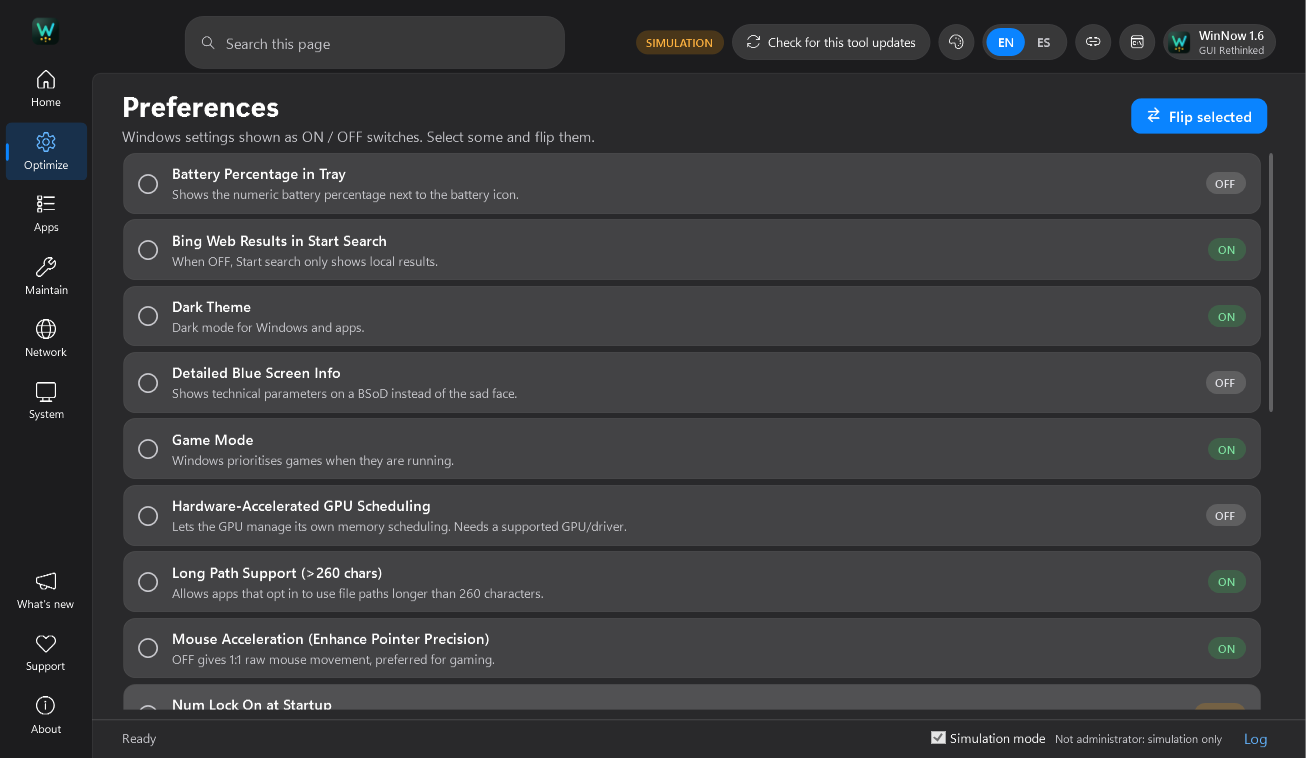 W
Search this page
SIMULATION
Check for this tool updates
EN
ES
W
WinNow 1.6
GUI Rethinked
Home
Optimize
Apps
Maintain
Network
System
What's new
Support
About
Preferences
Windows settings shown as ON / OFF switches. Select some and flip them.
Flip selected
Battery Percentage in Tray
Shows the numeric battery percentage next to the battery icon.
OFF
Bing Web Results in Start Search
When OFF, Start search only shows local results.
ON
Dark Theme
Dark mode for Windows and apps.
ON
Detailed Blue Screen Info
Shows technical parameters on a BSoD instead of the sad face.
OFF
Game Mode
Windows prioritises games when they are running.
ON
Hardware-Accelerated GPU Scheduling
Lets the GPU manage its own memory scheduling. Needs a supported GPU/driver.
OFF
Long Path Support (>260 chars)
Allows apps that opt in to use file paths longer than 260 characters.
ON
Mouse Acceleration (Enhance Pointer Precision)
OFF gives 1:1 raw mouse movement, preferred for gaming.
ON
Num Lock On at Startup
Ready
Simulation mode
Not administrator: simulation only
Log